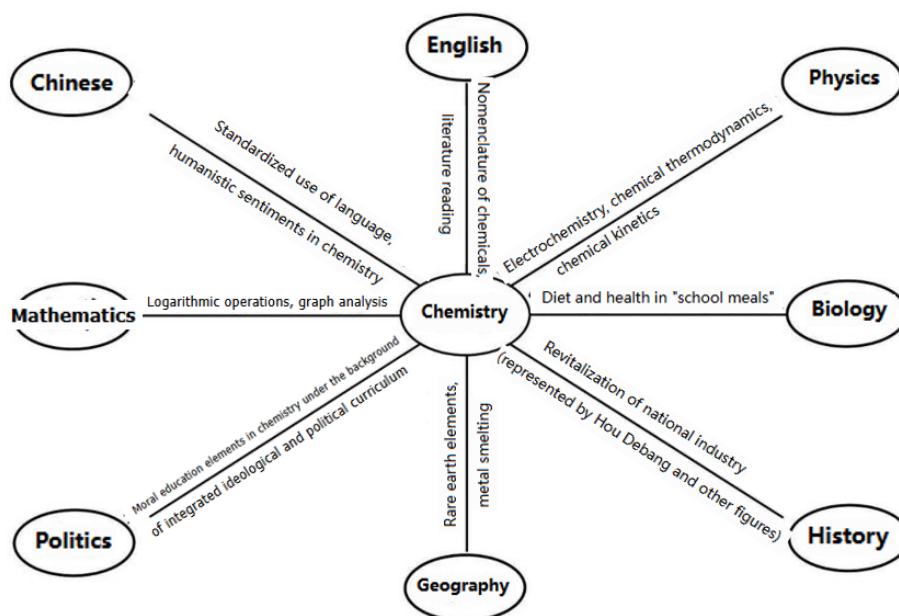 English
Chinese
Physics
Standardized use of language,
humanistic sentiments in chemistry
Nomenclature of chemicals,
literature reading
Electrochemistry, chemical thermodynamics,
chemical kinetics
Mathematics
Logarithmic operations, graph analysis
Chemistry
Diet and health in "school meals"
Biology
Moral education elements in chemistry under the background
of integrated ideological and political curriculum
Rare earth elements,
metal smelting
Revitalization of national industry
(represented by Hou Debang and other figures)
Politics
Geography
History